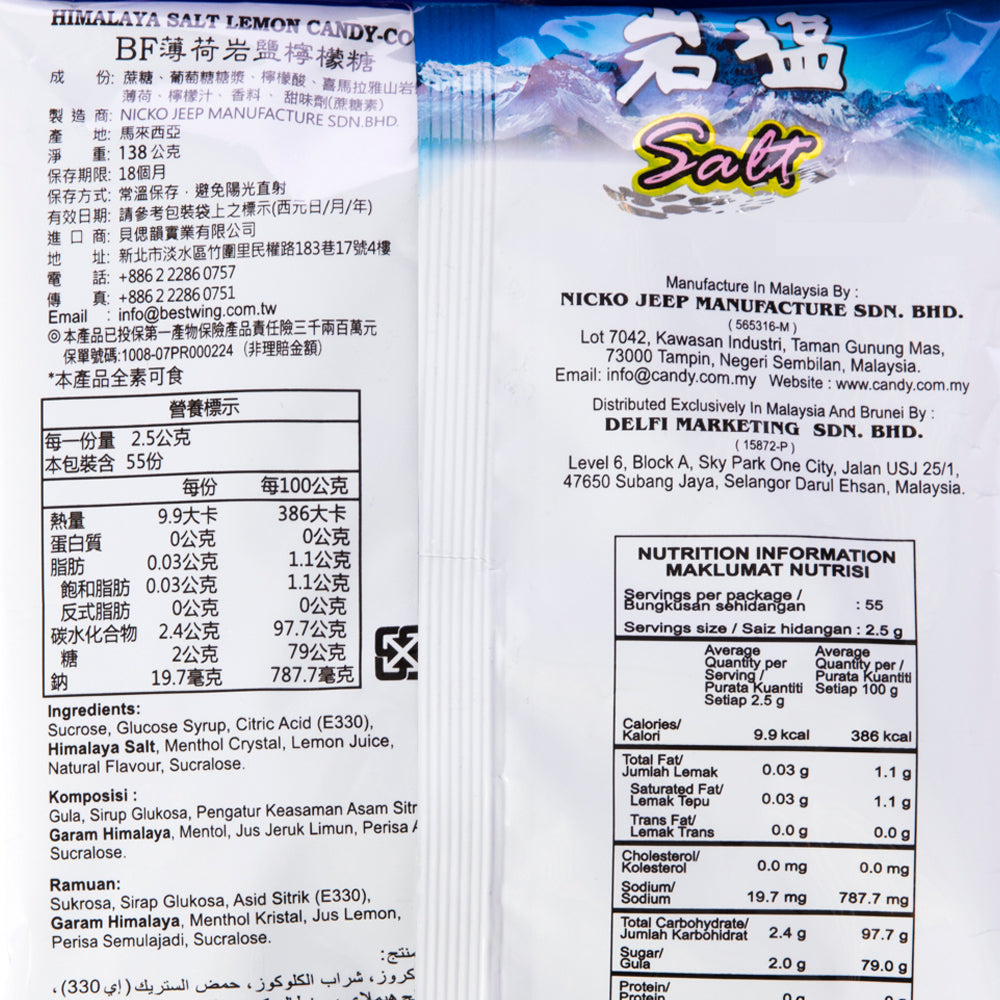 HIMALAYA SALT LEMON CANDY-CO
BF薄荷岩鹽檸檬糖
成 份: 蔗糖、葡萄糖糖漿、檸檬酸、喜馬拉雅山岩
薄荷、檸檬汁、香料、甜味劑(蔗糖素)
製 造 商: NICKO JEEP MANUFACTURE SDN.BHD.
產 地: 馬來西亞
淨 重: 138 公克
保存期限: 18個月
保存方式: 常溫保存，避免陽光直射
有效日期: 請參考包裝袋上之標示(西元日/月/年)
進 口 商: 貝偲韻實業有限公司
地 址: 新北市淡水區竹圍里民權路183巷17號4樓
電 話: +886 2 2286 0757
傳 真: +886 2 2286 0751
Email : info@bestwing.com.tw
◎本產品已投保第一產物保險產品責任險三千兩百萬元
保單號碼:1008-07PR000224 (非理賠金額)
*本產品全素可食
營養標示
每一份量 2.5公克
本包裝含 55份
每份 每100公克
熱量 9.9大卡 386大卡
蛋白質 0公克 0公克
脂肪 0.03公克 1.1公克
飽和脂肪 0.03公克 1.1公克
反式脂肪 0公克 0公克
碳水化合物 2.4公克 97.7公克
糖 2公克 79公克
鈉 19.7毫克 787.7毫克
Ingredients:
Sucrose, Glucose Syrup, Citric Acid (E330),
Himalaya Salt, Menthol Crystal, Lemon Juice,
Natural Flavour, Sucralose.
Komposisi :
Gula, Sirup Glukosa, Pengatur Keasaman Asam Sitr
Garam Himalaya, Mentol, Jus Jeruk Limun, Perisa A
Sucralose.
Ramuan:
Sukrosa, Sirap Glukosa, Asid Sitrik (E330),
Garam Himalaya, Menthol Kristal, Jus Lemon,
Perisa Semulajadi, Sucralose.
منتج:
كروز، شراب الكلوكوز، حمض الستريك (إي 330)،
岩塩
Salt
Manufacture In Malaysia By :
NICKO JEEP MANUFACTURE SDN. BHD.
( 565316-M )
Lot 7042, Kawasan Industri, Taman Gunung Mas,
73000 Tampin, Negeri Sembilan, Malaysia.
Email: info@candy.com.my Website : www.candy.com.my
Distributed Exclusively In Malaysia And Brunei By :
DELFI MARKETING SDN. BHD.
( 15872-P )
Level 6, Block A, Sky Park One City, Jalan USJ 25/1,
47650 Subang Jaya, Selangor Darul Ehsan, Malaysia.
NUTRITION INFORMATION
MAKLUMAT NUTRISI
Servings per package /
Bungkusan sehidangan : 55
Servings size / Saiz hidangan : 2.5 g
Average Average
Quantity per Quantity per /
Serving / Purata Kuantiti
Purata Kuantiti Setiap 100 g
Setiap 2.5 g
Calories/
Kalori 9.9 kcal 386 kcal
Total Fat/
Jumlah Lemak 0.03 g 1.1 g
Saturated Fat/
Lemak Tepu 0.03 g 1.1 g
Trans Fat/
Lemak Trans 0.0 g 0.0 g
Cholesterol/
Kolesterol 0.0 mg 0.0 mg
Sodium/
Sodium 19.7 mg 787.7 mg
Total Carbohydrate/
Jumlah Karbohidrat 2.4 g 97.7 g
Sugar/
Gula 2.0 g 79.0 g
Protein/
Protein 0 g 0 g